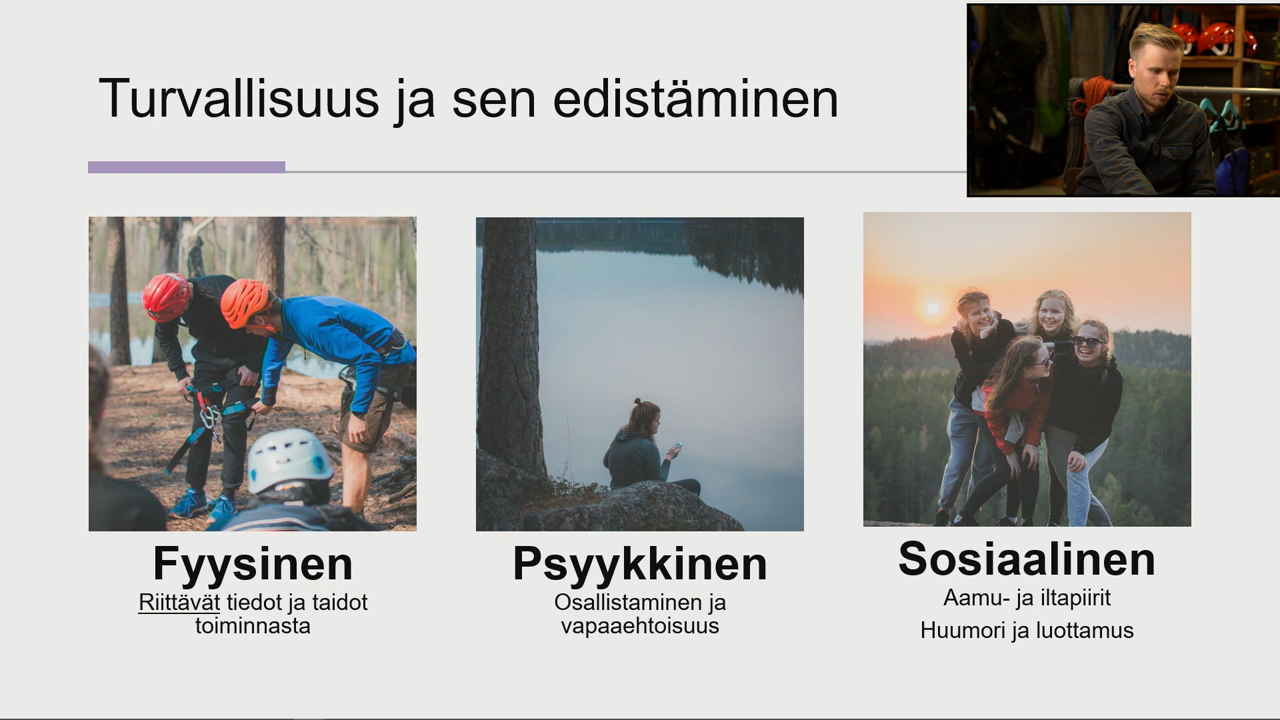 Turvallisuus ja sen edistäminen
Fyysinen
Riittävät tiedot ja taidot
toiminnasta
Psyykkinen
Osallistaminen ja
vapaaehtoisuus
Sosiaalinen
Aamu- ja iltapiirit
Huumori ja luottamus